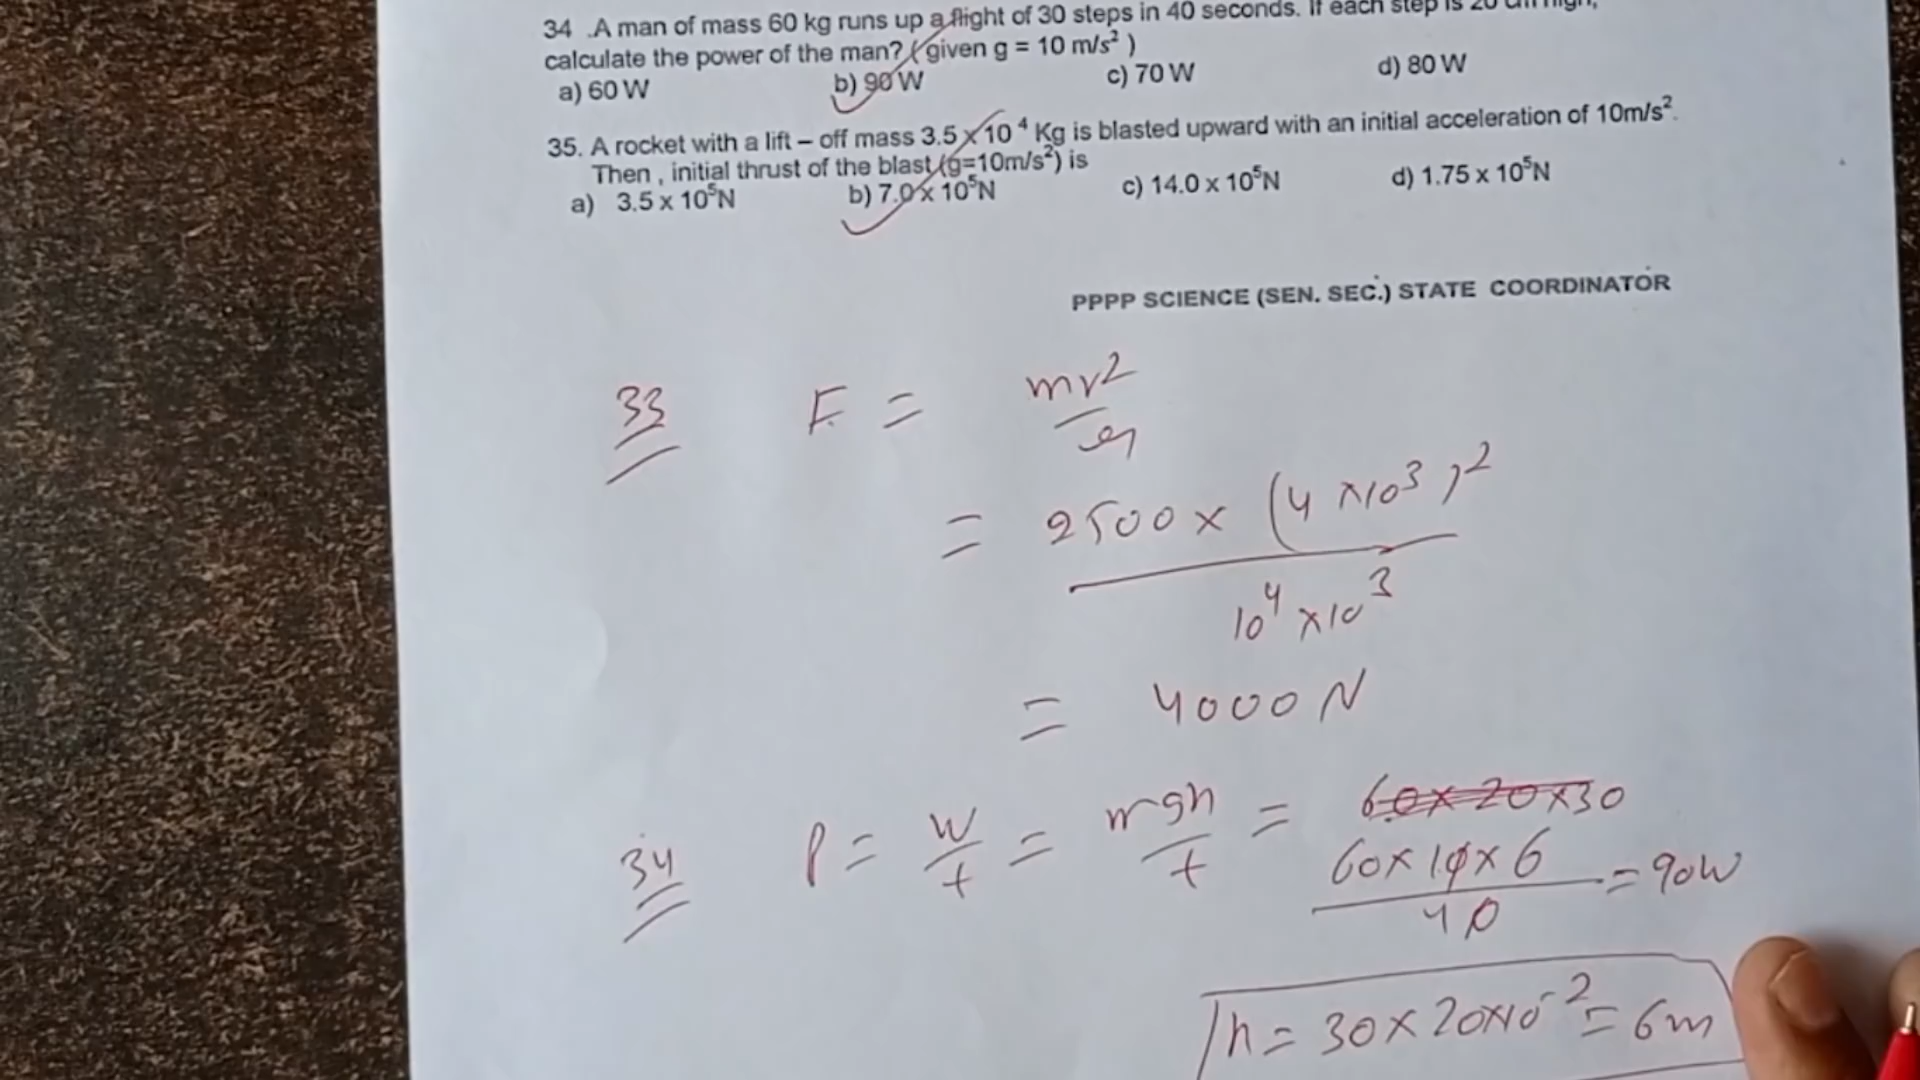 34 .A man of mass 60 kg runs up a flight of 30 steps in 40 seconds. If each step is 20 cm high,
calculate the power of the man? (given g = 10 m/s² )
a) 60 W b) 90 W c) 70 W d) 80 W
35. A rocket with a lift – off mass 3.5 x 10⁴ Kg is blasted upward with an initial acceleration of 10m/s².
Then , initial thrust of the blast (g=10m/s²) is
a) 3.5 x 10⁵N b) 7.0 x 10⁵N c) 14.0 x 10⁵N d) 1.75 x 10⁵N
PPPP SCIENCE (SEN. SEC.) STATE COORDINATOR
33 F = mv²/r
= 2500 x (4 x10³)² / 10⁴ x10³
= 4000 N
34 P = W/t = mgh/t = 60x 20 x30
60x 10 x 6 / 40 = 90W
h = 30 x 20x10⁻² = 6m